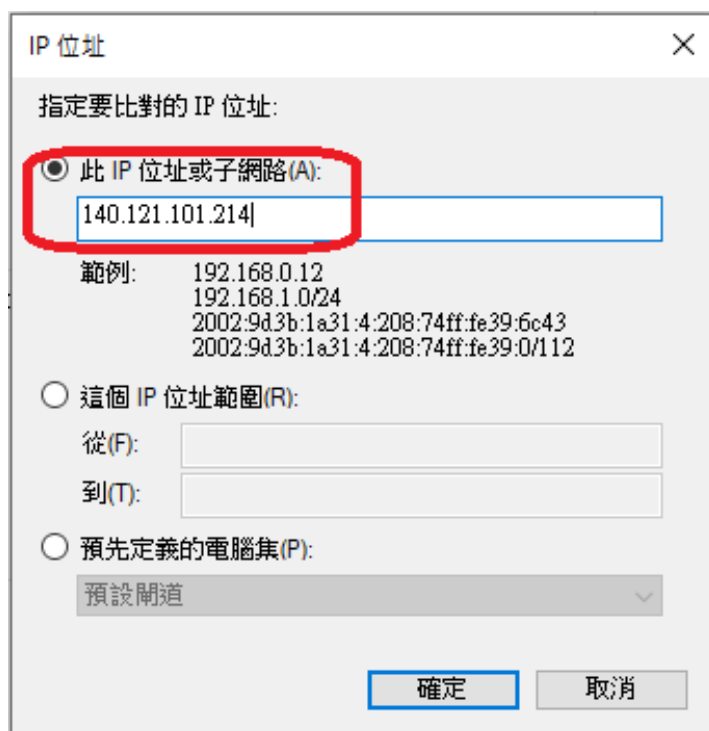 IP 位址
指定要比對的 IP 位址:
此 IP 位址或子網路(A):
140.121.101.214
範例: 192.168.0.12
192.168.1.0/24
2002:9d3b:1a31:4:208:74ff:fe39:6c43
2002:9d3b:1a31:4:208:74ff:fe39:0/112
這個 IP 位址範圍(R):
從(F):
到(T):
預先定義的電腦集(P):
預設閘道
確定 取消